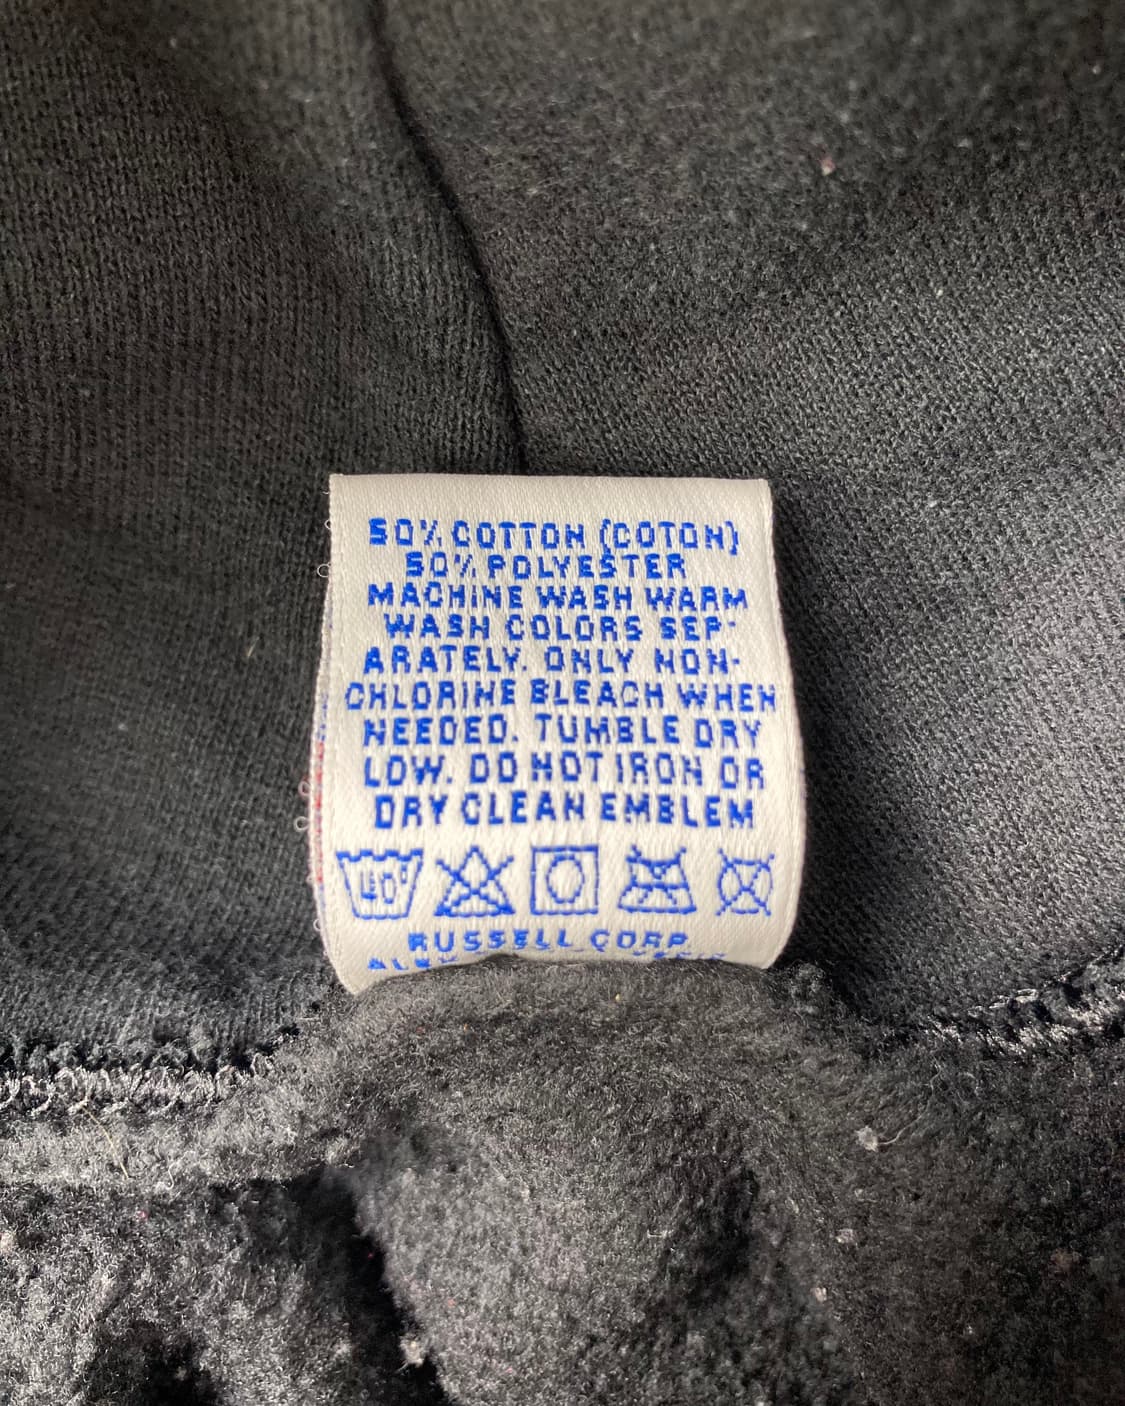 50% COTTON (COTON)
50% POLYESTER
MACHINE WASH WARM
WASH COLORS SEP-
ARATELY. ONLY NON-
CHLORINE BLEACH WHEN
NEEDED. TUMBLE DRY
LOW. DO NOT IRON OR
DRY CLEAN EMBLEM
40°
RUSSELL CORP.